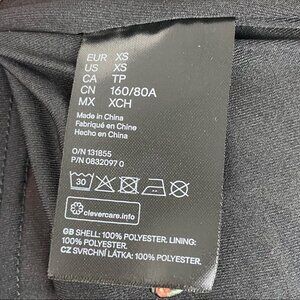 EUR XS
US XS
CA TP
CN 160/80A
MX XCH
Made in China
Fabriqué en Chine
Hecho en China
O/N 131855
P/N 0832097 0
30
clevercare.info
GB SHELL: 100% POLYESTER. LINING:
100% POLYESTER.
CZ SVRCHNÍ LÁTKA: 100% POLYESTER.